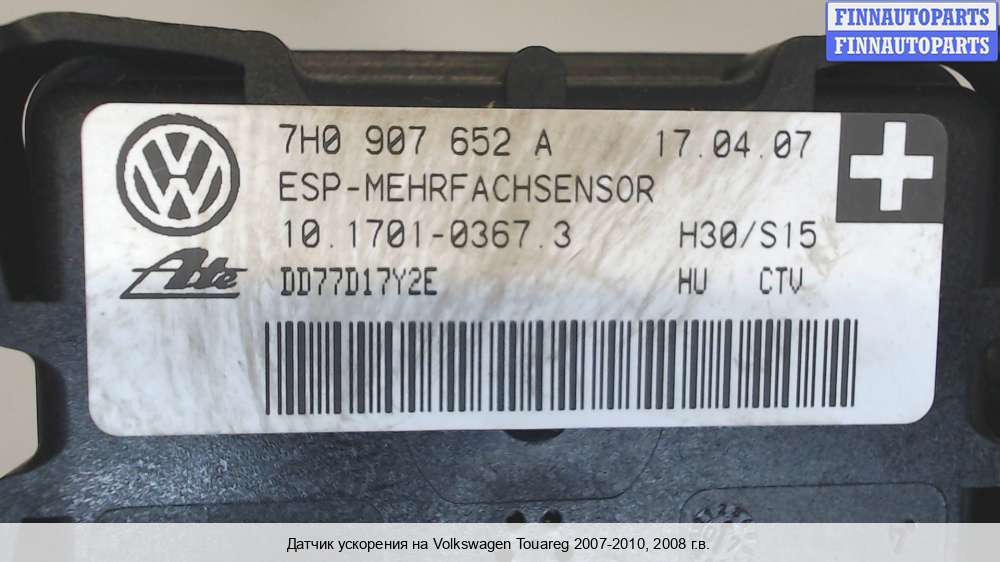 FINNAUTOPARTS
FINNAUTOPARTS
7H0 907 652 A 17.04.07
ESP-MEHRFACHSENSOR
10.1701-0367.3 H30/S15
Ate DD77D17Y2E HU CTV
Датчик ускорения на Volkswagen Touareg 2007-2010, 2008 г.в.